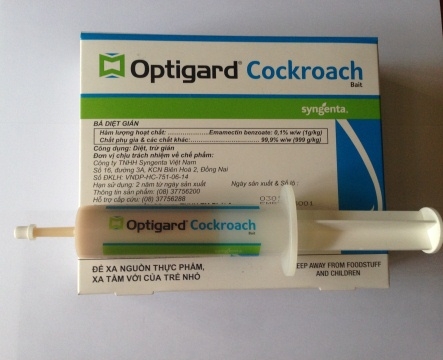 Optigard® Cockroach
Bait
syngenta.
BẢ DIỆT GIÁN
Hàm lượng hoạt chất: Emamectin benzoate: 0,1% w/w (1g/kg)
Chất phụ gia & các chất khác: 99,9% w/w (999 g/kg)
Công dụng: Diệt, trừ gián
Đơn vị chịu trách nhiệm về chế phẩm:
Công ty TNHH Syngenta Việt Nam
Số 16, đường 3A, KCN Biên Hoà 2, Đồng Nai
Số ĐKLH: VNDP-HC-751-06-14
Hạn sử dụng: 2 năm từ ngày sản xuất Ngày sản xuất & Số
Thông tin sản phẩm: (08) 37756200
Hỗ trợ cấp cứu: (08) 37756288
Optigard® Cockroach
Bait
ĐỂ XA NGUỒN THỰC PHẨM,
XA TẦM VỚI CỦA TRẺ NHỎ
AWAY FROM FOODSTUFF
AND CHILDREN